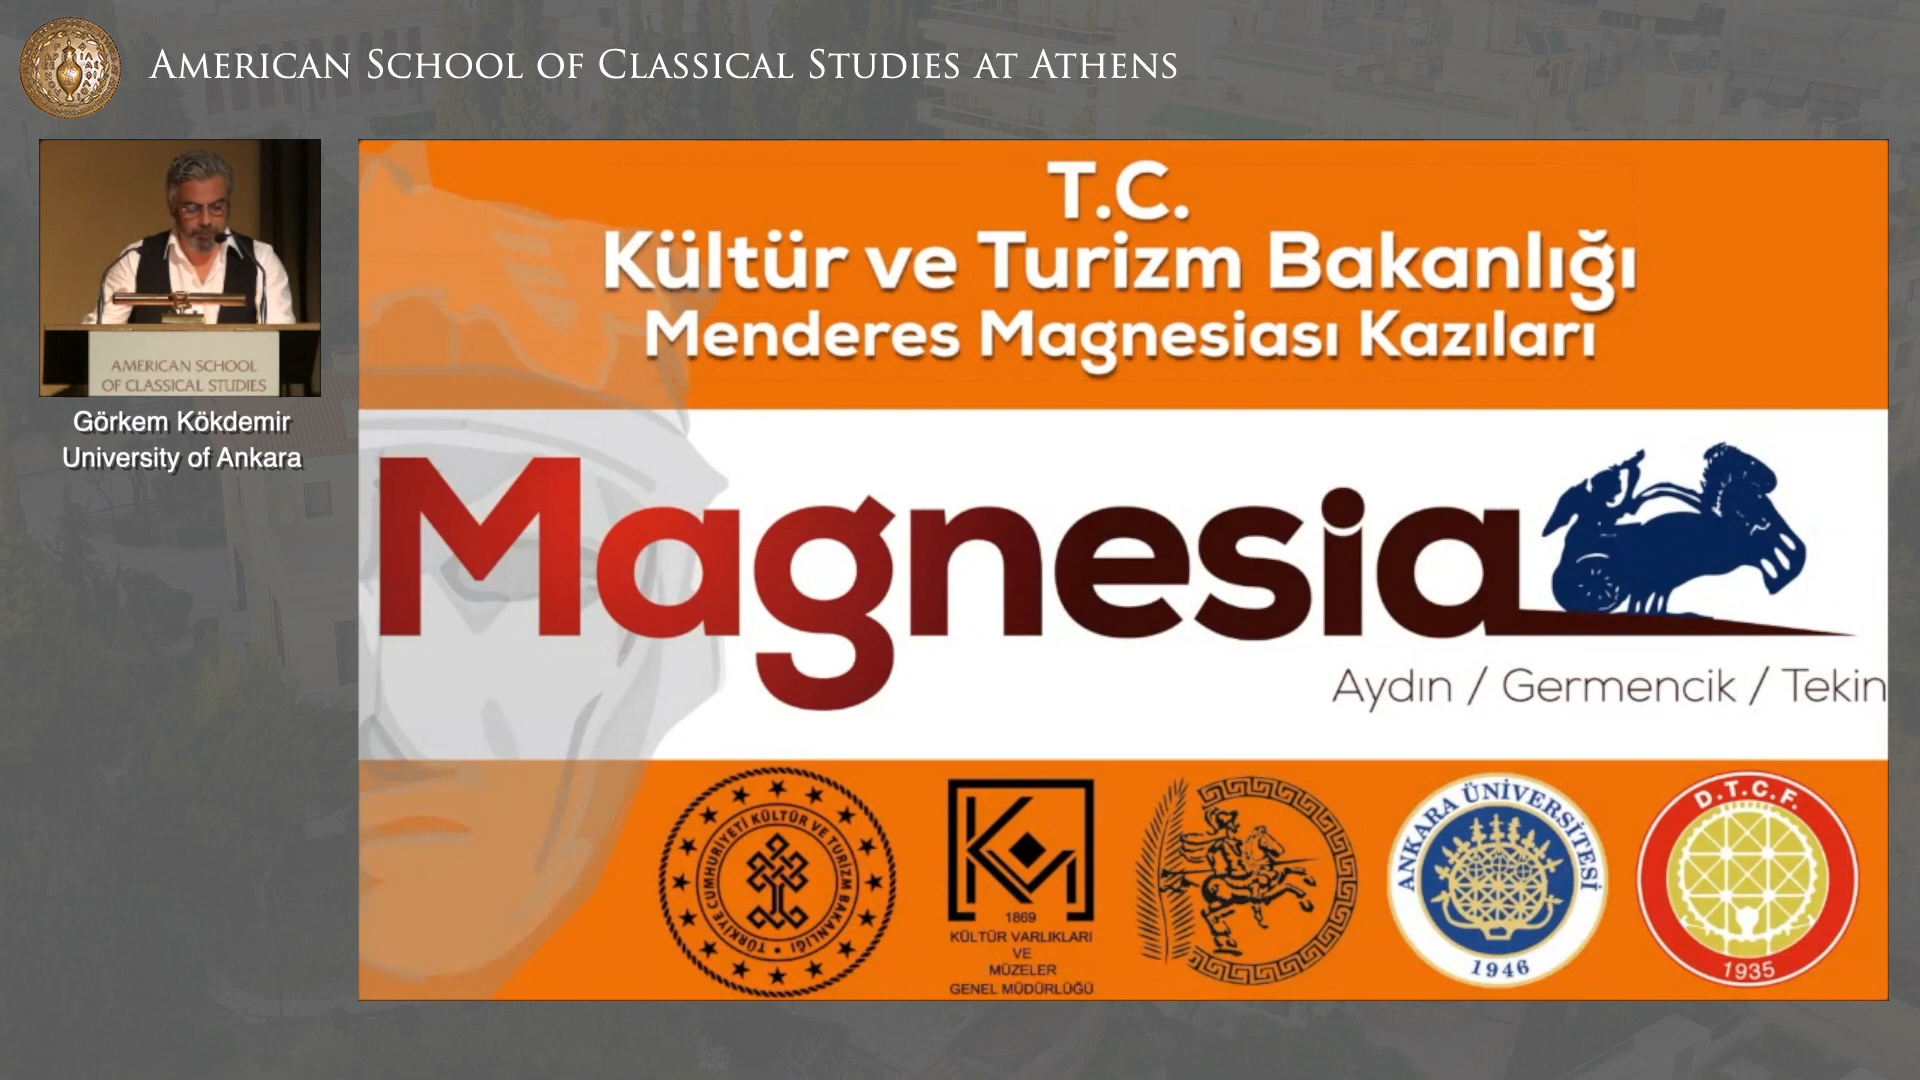 AMERICAN SCHOOL OF CLASSICAL STUDIES AT ATHENS
AMERICAN SCHOOL
OF CLASSICAL STUDIES
Görkem Kökdemir
University of Ankara
T.C.
Kültür ve Turizm Bakanlığı
Menderes Magnesiası Kazıları
Magnesia
Aydın / Germencik / Tekin
TÜRKİYE CUMHURİYETİ KÜLTÜR VE TURİZM BAKANLIĞI
1869
KÜLTÜR VARLIKLARI
VE
MÜZELER
GENEL MÜDÜRLÜĞÜ
ANKARA ÜNİVERSİTESİ
1946
D.T.C.F.
1935